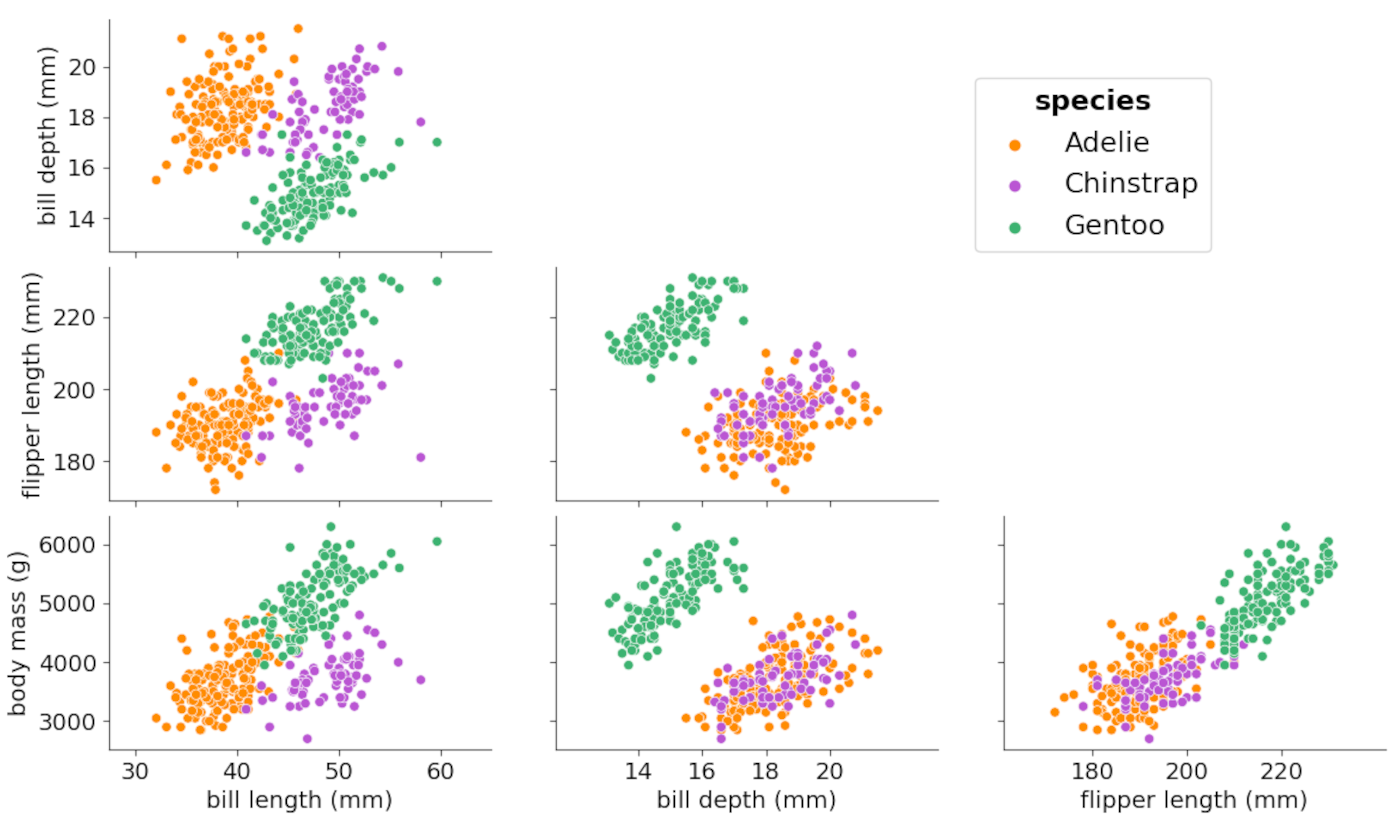 bill depth (mm)
20
18
16
14
species
Adelie
Chinstrap
Gentoo
flipper length (mm)
220
200
180
body mass (g)
6000
5000
4000
3000
30 40 50 60
bill length (mm)
14 16 18 20
bill depth (mm)
180 200 220
flipper length (mm)